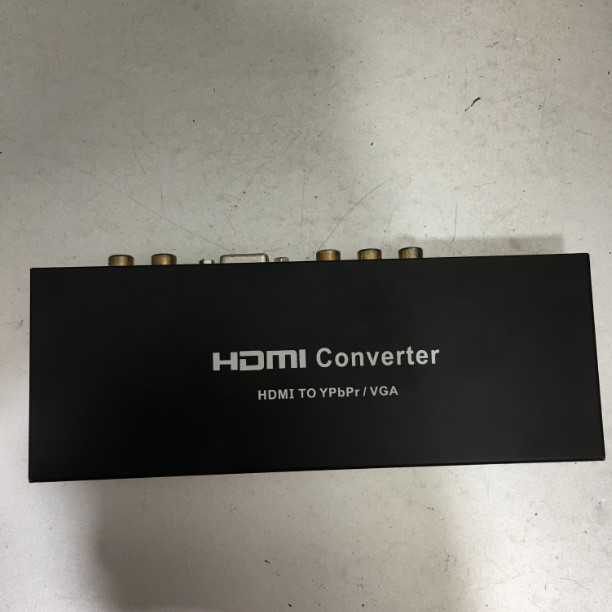 HDMI Converter
HDMI TO YPbPr / VGA